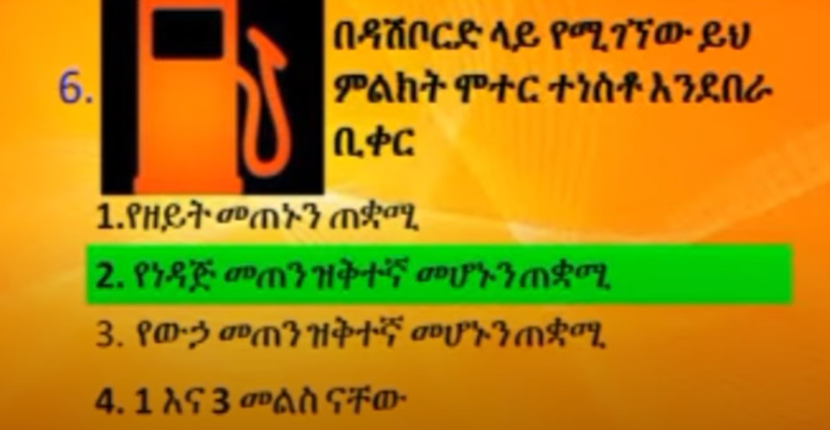 6. በዳሽቦርድ ላይ የሚገኘው ይህ
ምልክት ሞተር ተነስቶ እንደበራ
ቢቀር
1.የዘይት መጠኑን ጠቋሚ
2. የነዳጅ መጠን ዝቅተኛ መሆኑን ጠቋሚ
3. የውኃ መጠን ዝቅተኛ መሆኑን ጠቋሚ
4. 1 እና 3 መልስ ናቸው